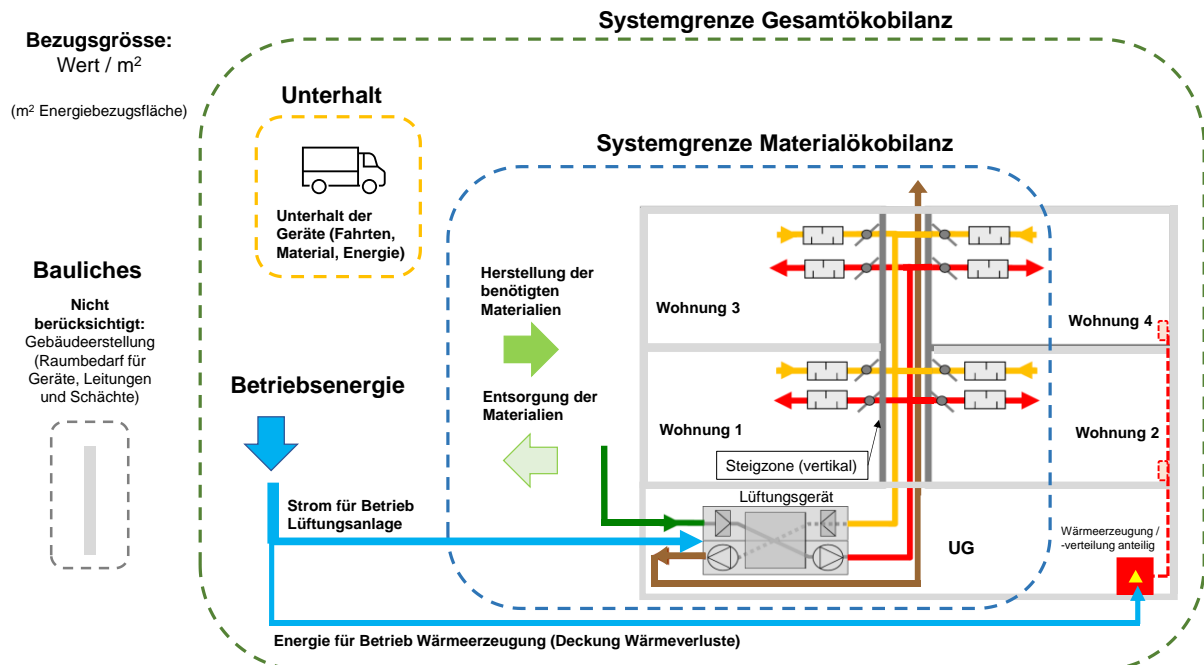 Systemgrenze Gesamtökobilanz
Bezugsgrösse:
Wert / m²
(m² Energiebezugsfläche)
Unterhalt
Unterhalt der
Geräte (Fahrten,
Material, Energie)
Systemgrenze Materialökobilanz
Bauliches
Nicht
berücksichtigt:
Gebäudeerstellung
(Raumbedarf für
Geräte, Leitungen
und Schächte)
Herstellung der
benötigten
Materialien
Entsorgung der
Materialien
Betriebsenergie
Wohnung 3
Wohnung 4
Wohnung 1
Wohnung 2
Steigzone (vertikal)
Lüftungsgerät
Strom für Betrieb
Lüftungsanlage
UG
Wärmeerzeugung /
-verteilung anteilig
Energie für Betrieb Wärmeerzeugung (Deckung Wärmeverluste)